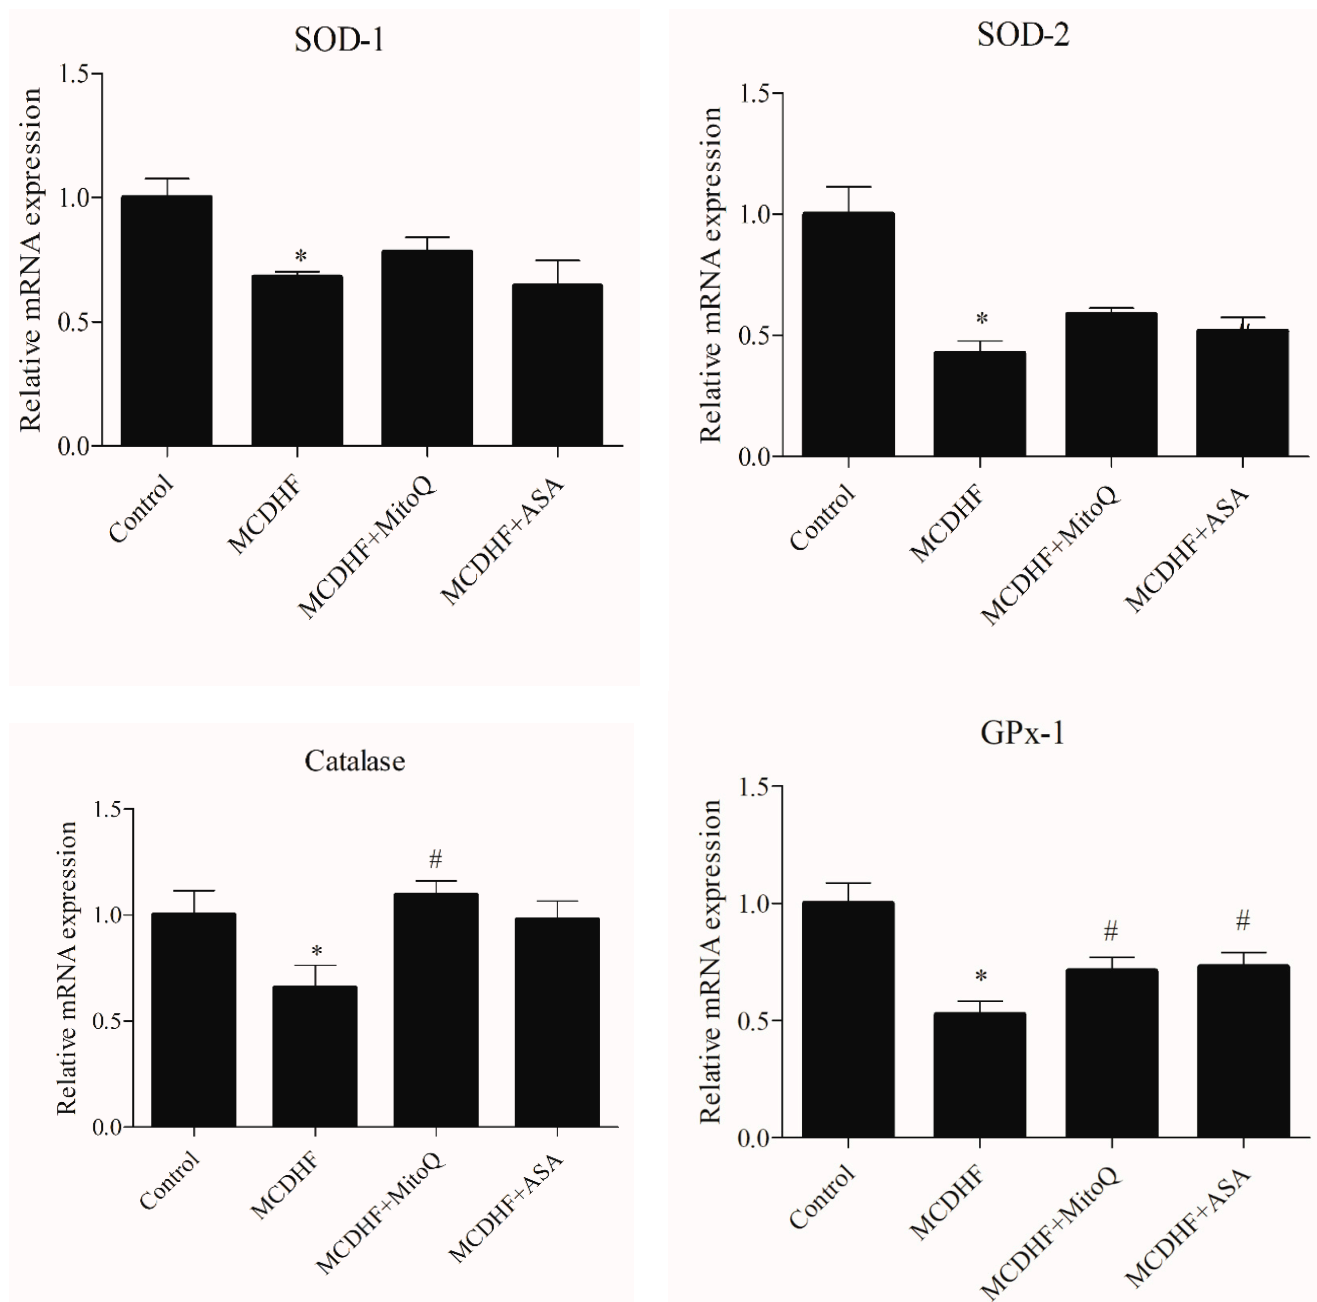 SOD-1
Relative mRNA expression
1.5
1.0
0.5
0.0
*
Control
MCDHF
MCDHF+MitoQ
MCDHF+ASA
SOD-2
Relative mRNA expression
1.5
1.0
0.5
0.0
*
Control
MCDHF
MCDHF+MitoQ
MCDHF+ASA
Catalase
Relative mRNA expression
1.5
1.0
0.5
0.0
*
#
Control
MCDHF
MCDHF+MitoQ
MCDHF+ASA
GPx-1
Relative mRNA expression
1.5
1.0
0.5
0.0
*
#
#
Control
MCDHF
MCDHF+MitoQ
MCDHF+ASA